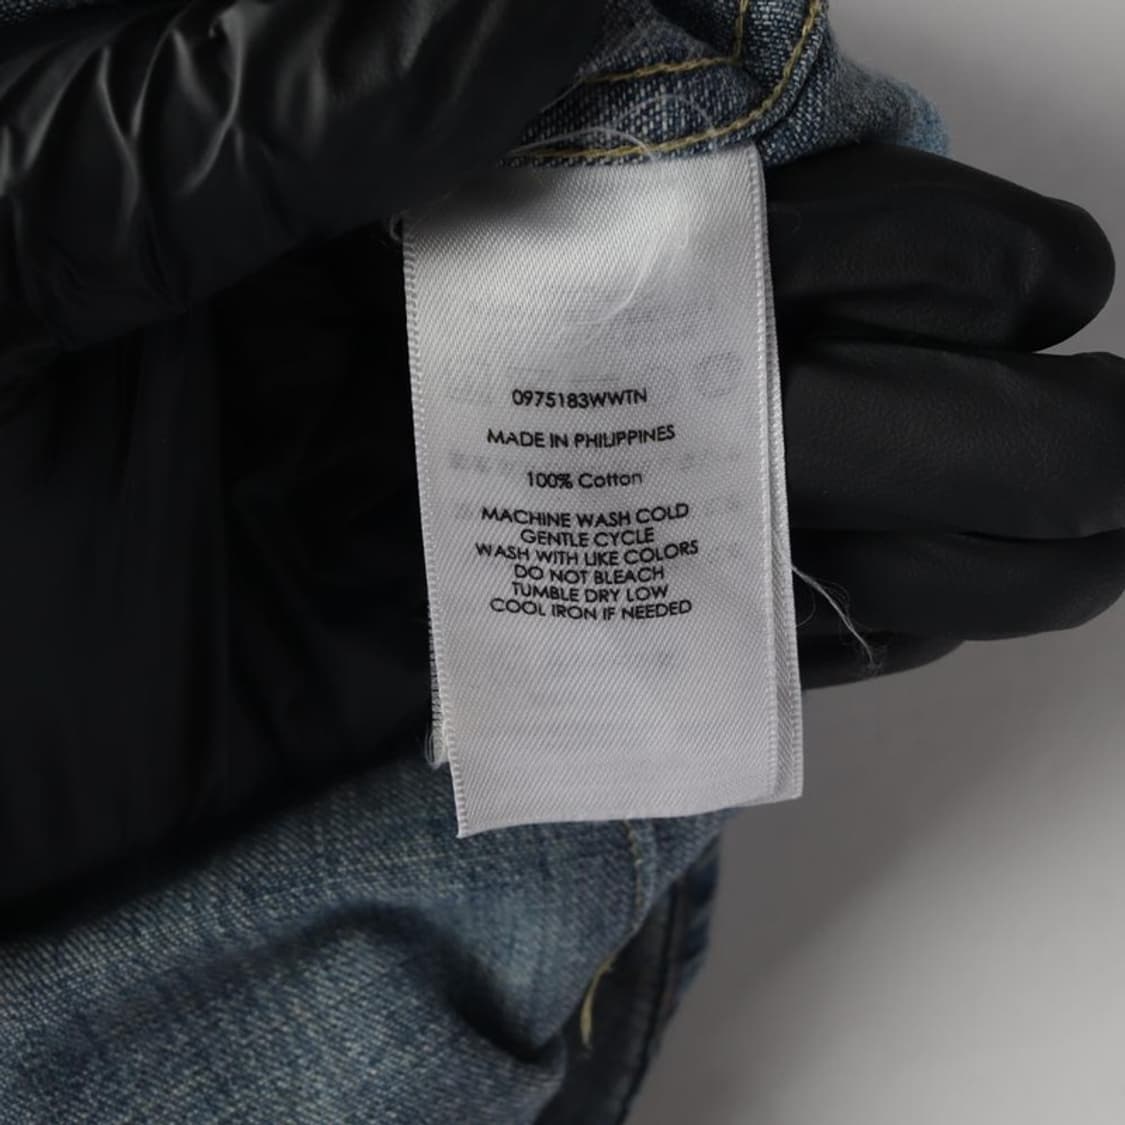 0975183WWTN
MADE IN PHILIPPINES
100% Cotton
MACHINE WASH COLD
GENTLE CYCLE
WASH WITH LIKE COLORS
DO NOT BLEACH
TUMBLE DRY LOW
COOL IRON IF NEEDED